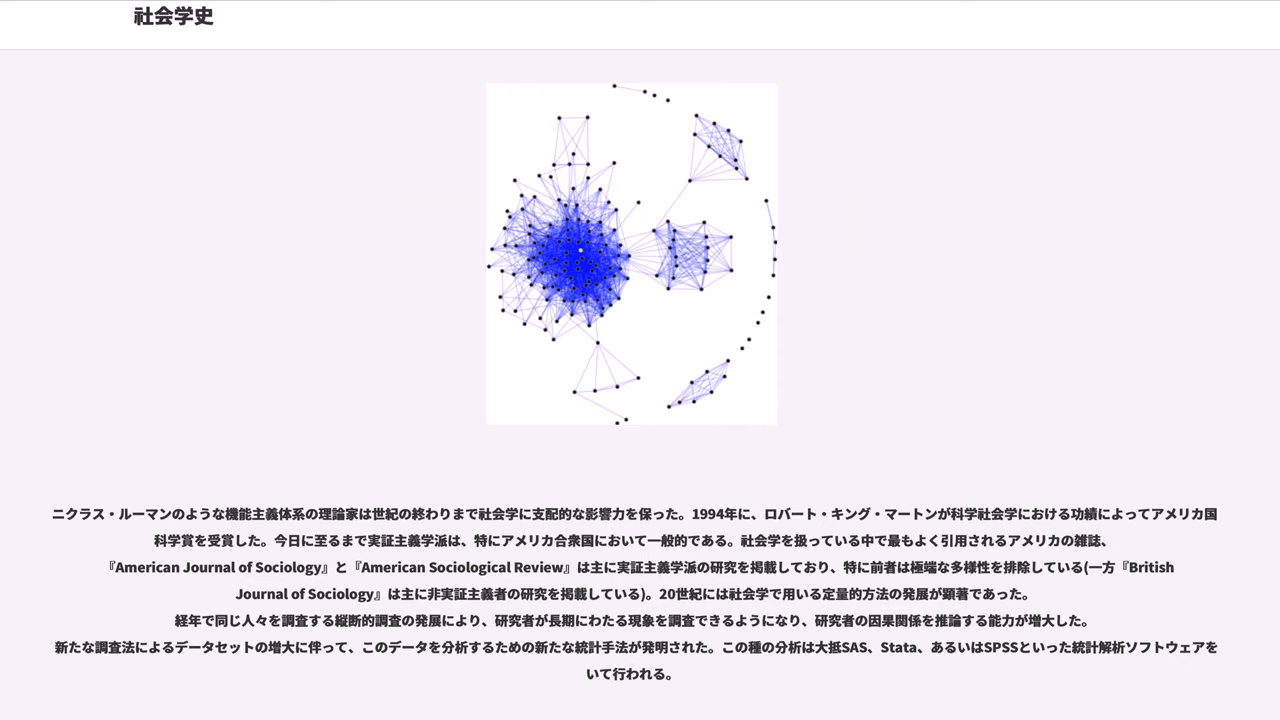 社会学史
ニクラス・ルーマンのような機能主義体系の理論家は世紀の終わりまで社会学に支配的な影響力を保った。1994年に、ロバート・キング・マートンが科学社会学における功績によってアメリカ国
科学賞を受賞した。今日に至るまで実証主義学派は、特にアメリカ合衆国において一般的である。社会学を扱っている中で最もよく引用されるアメリカの雑誌、
『American Journal of Sociology』と『American Sociological Review』は主に実証主義学派の研究を掲載しており、特に前者は極端な多様性を排除している(一方『British
Journal of Sociology』は主に非実証主義者の研究を掲載している)。20世紀には社会学で用いる定量的方法の発展が顕著であった。
経年で同じ人々を調査する縦断的調査の発展により、研究者が長期にわたる現象を調査できるようになり、研究者の因果関係を推論する能力が増大した。
新たな調査法によるデータセットの増大に伴って、このデータを分析するための新たな統計手法が発明された。この種の分析は大抵SAS、Stata、あるいはSPSSといった統計解析ソフトウェアを
いて行われる。